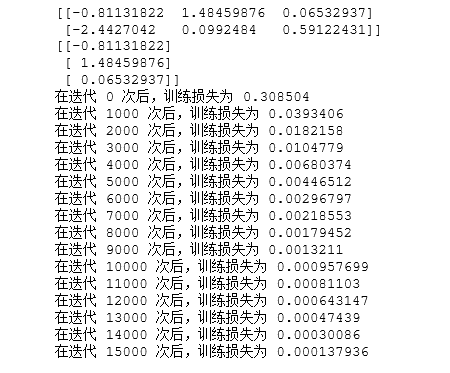 [[-0.81131822 1.48459876 0.06532937]
[-2.4427042 0.0992484 0.59122431]]
[[-0.81131822]
[ 1.48459876]
[ 0.06532937]]
在迭代 0 次后，训练损失为 0.308504
在迭代 1000 次后，训练损失为 0.0393406
在迭代 2000 次后，训练损失为 0.0182158
在迭代 3000 次后，训练损失为 0.0104779
在迭代 4000 次后，训练损失为 0.00680374
在迭代 5000 次后，训练损失为 0.00446512
在迭代 6000 次后，训练损失为 0.00296797
在迭代 7000 次后，训练损失为 0.00218553
在迭代 8000 次后，训练损失为 0.00179452
在迭代 9000 次后，训练损失为 0.0013211
在迭代 10000 次后，训练损失为 0.000957699
在迭代 11000 次后，训练损失为 0.00081103
在迭代 12000 次后，训练损失为 0.000643147
在迭代 13000 次后，训练损失为 0.00047439
在迭代 14000 次后，训练损失为 0.00030086
在迭代 15000 次后，训练损失为 0.000137936